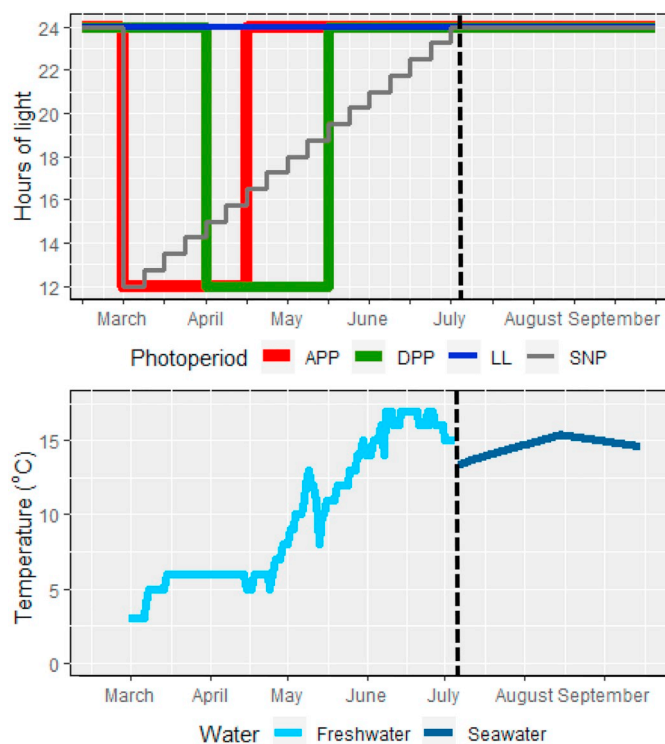 Hours of light
24
22
20
18
16
14
12
March April May June July August September
Photoperiod APP DPP LL SNP
Temperature (°C)
15
10
5
0
March April May June July August September
Water Freshwater Seawater